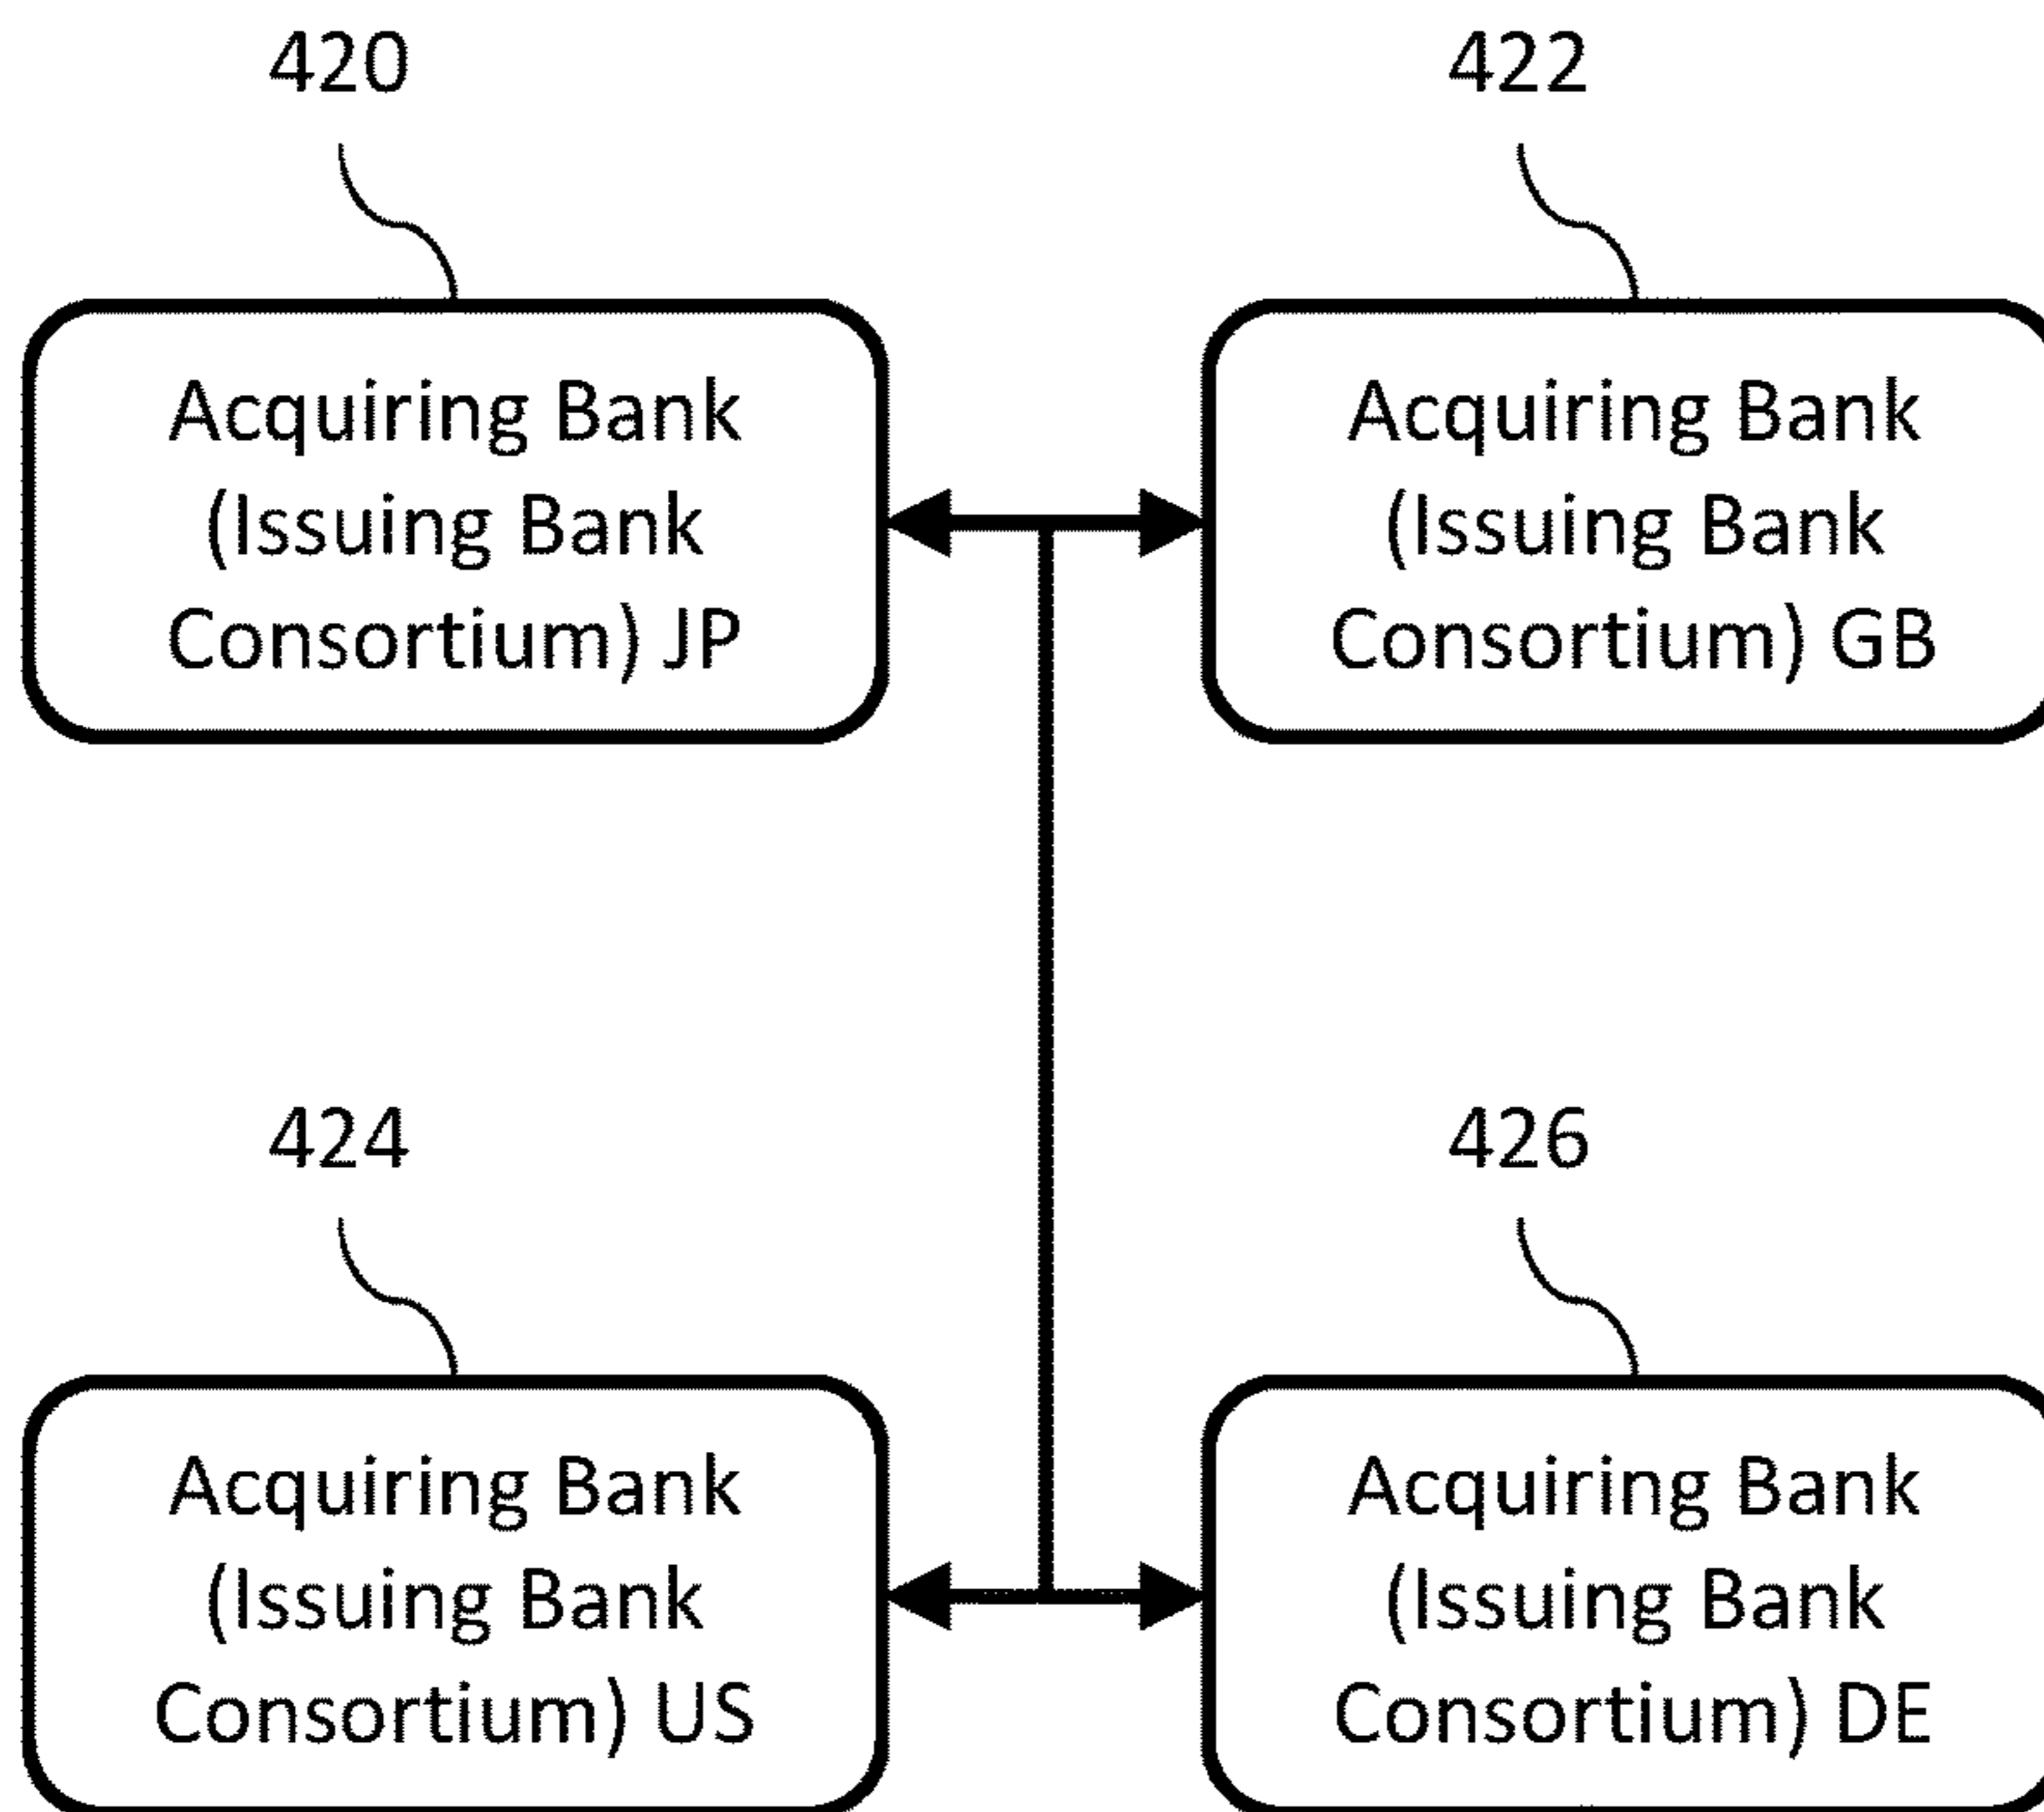 420
422
Acquiring Bank
(Issuing Bank
Consortium) JP
Acquiring Bank
(Issuing Bank
Consortium) GB
424
426
Acquiring Bank
(Issuing Bank
Consortium) US
Acquiring Bank
(Issuing Bank
Consortium) DE